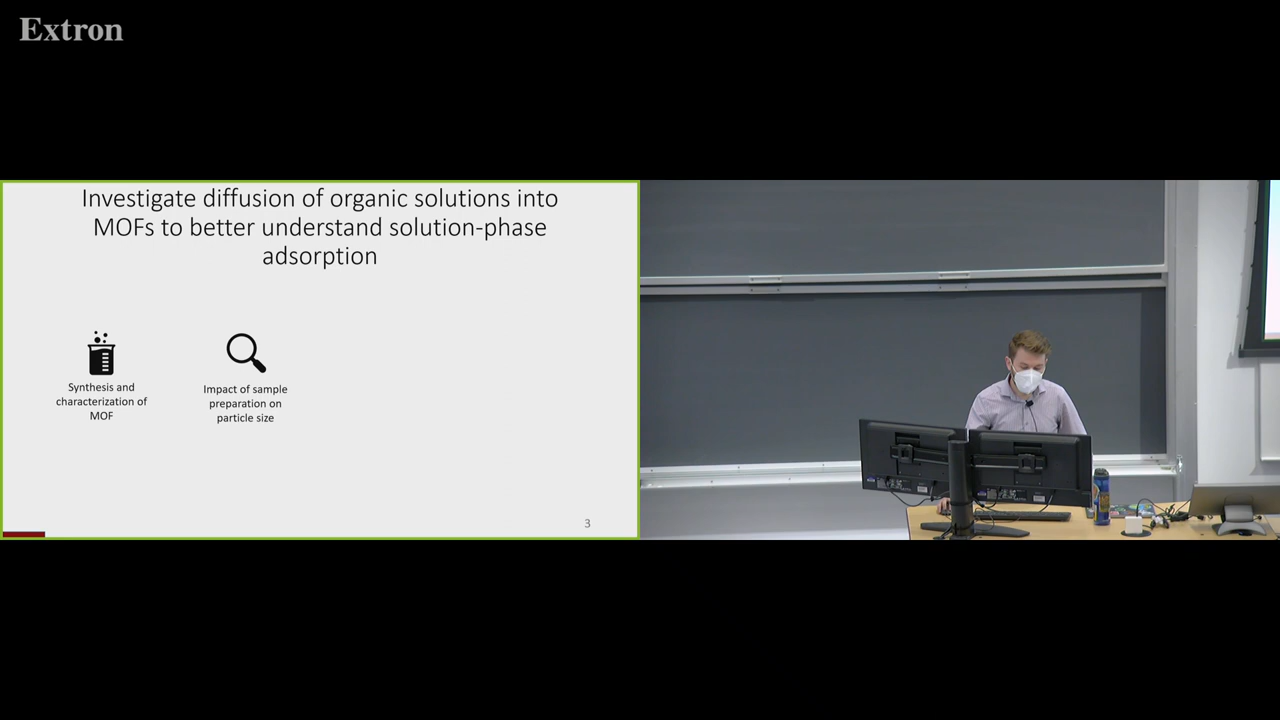 Extron
Investigate diffusion of organic solutions into
MOFs to better understand solution-phase
adsorption
Synthesis and
characterization of
MOF
Impact of sample
preparation on
particle size
3